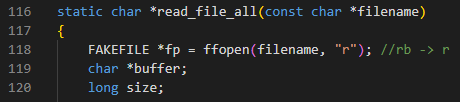 116 static char *read_file_all(const char *filename)
117 {
118     FAKEFILE *fp = ffopen(filename, "r"); //rb -> r
119     char *buffer;
120     long size;